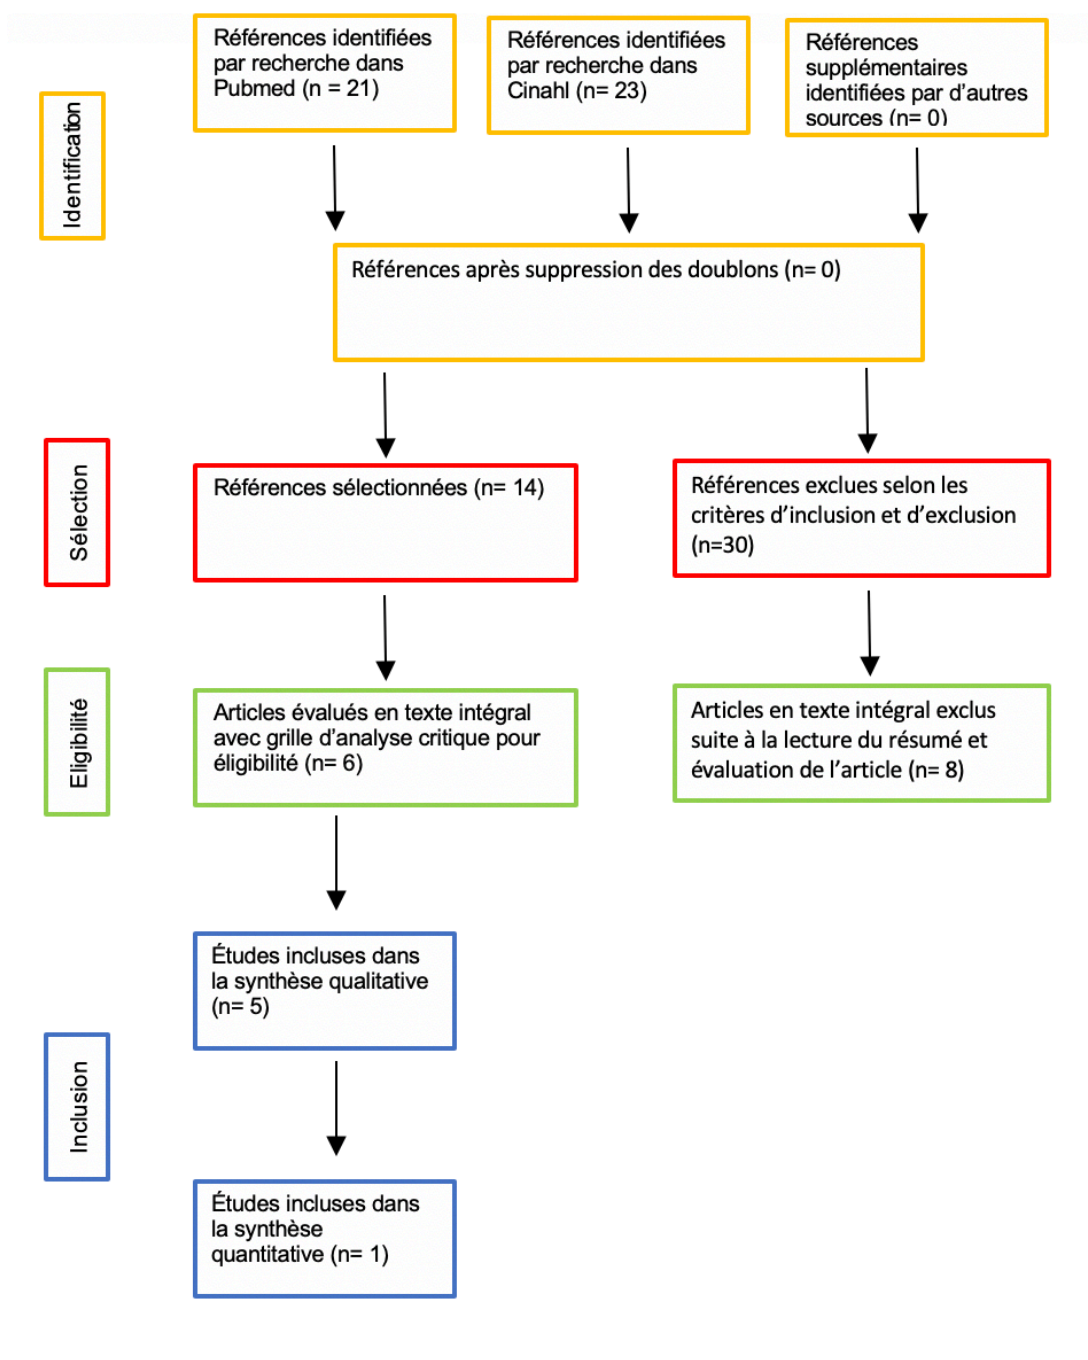 Références identifiées
par recherche dans
Pubmed (n = 21)
Références identifiées
par recherche dans
Cinahl (n= 23)
Références
supplémentaires
identifiées par d’autres
sources (n= 0)
Identification
Références après suppression des doublons (n= 0)
Sélection
Références sélectionnées (n= 14)
Références exclues selon les
critères d’inclusion et d’exclusion
(n=30)
Eligibilité
Articles évalués en texte intégral
avec grille d’analyse critique pour
éligibilité (n= 6)
Articles en texte intégral exclus
suite à la lecture du résumé et
évaluation de l’article (n= 8)
Études incluses dans
la synthèse qualitative
(n= 5)
Inclusion
Études incluses dans
la synthèse
quantitative (n= 1)